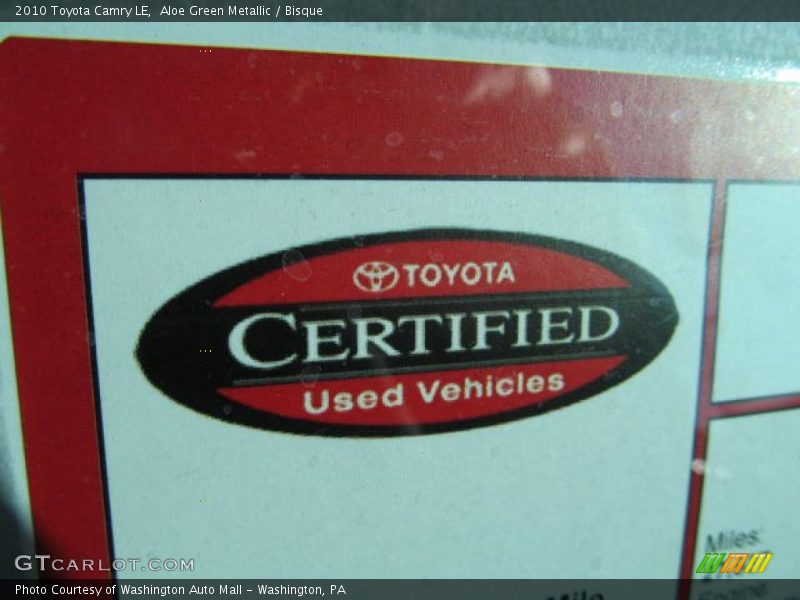 2010 Toyota Camry LE,  Aloe Green Metallic / Bisque
TOYOTA
CERTIFIED
Used Vehicles
Miles:
GTCARLOT.COM
Photo Courtesy of Washington Auto Mall - Washington, PA